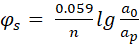 φₛ = 0.059/n lg a₀/aₚ